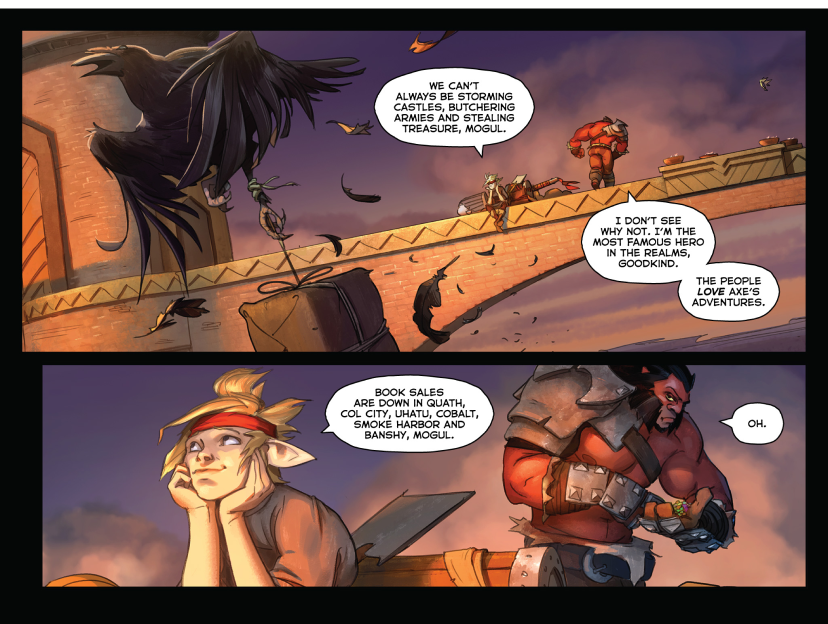 WE CAN'T
ALWAYS BE STORMING
CASTLES, BUTCHERING
ARMIES AND STEALING
TREASURE, MOGUL.
I DON'T SEE
WHY NOT. I'M THE
MOST FAMOUS HERO
IN THE REALMS,
GOODKIND.
THE PEOPLE
LOVE AXE'S
ADVENTURES.
BOOK SALES
ARE DOWN IN QUATH,
COL CITY, UHATU, COBALT,
SMOKE HARBOR AND
BANSHY, MOGUL.
OH.